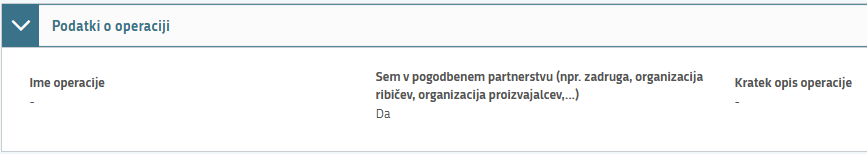 Podatki o operaciji
Ime operacije
-
Sem v pogodbenem partnerstvu (npr. zadruga, organizacija
ribičev, organizacija proizvajalcev,...)
Da
Kratek opis operacije
-